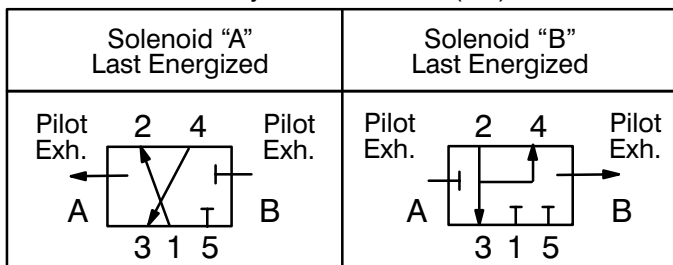 Solenoid “A”
Last Energized
Solenoid “B”
Last Energized
Pilot
Exh.
2 4
Pilot
Exh.
A
B
3 1 5
Pilot
Exh.
2 4
Pilot
Exh.
A
B
3 1 5